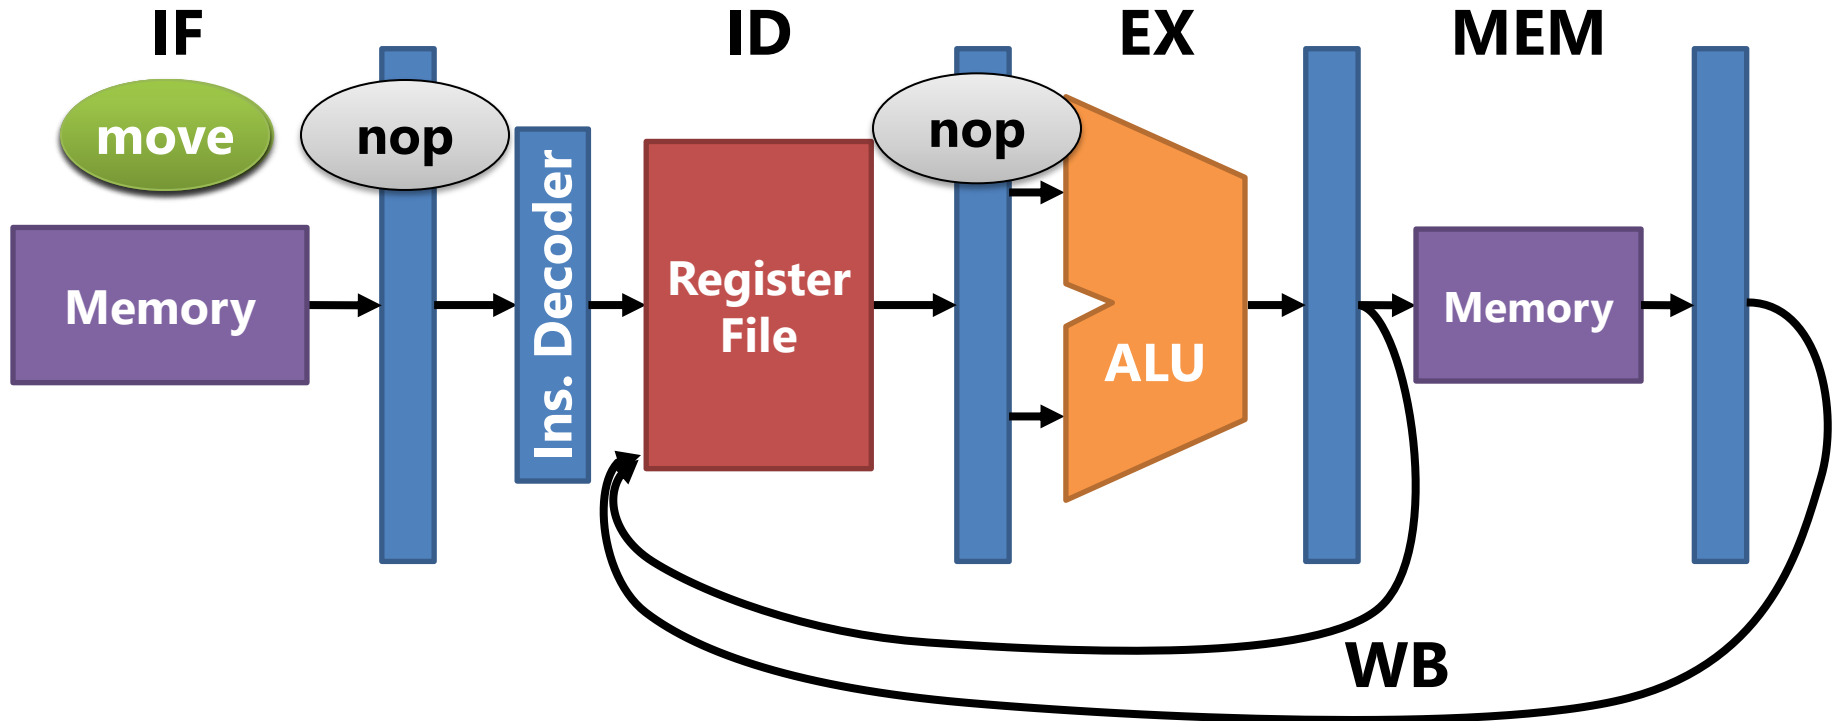 IF
ID
EX
MEM
move
nop
nop
Ins. Decoder
Memory
Register
File
ALU
Memory
WB